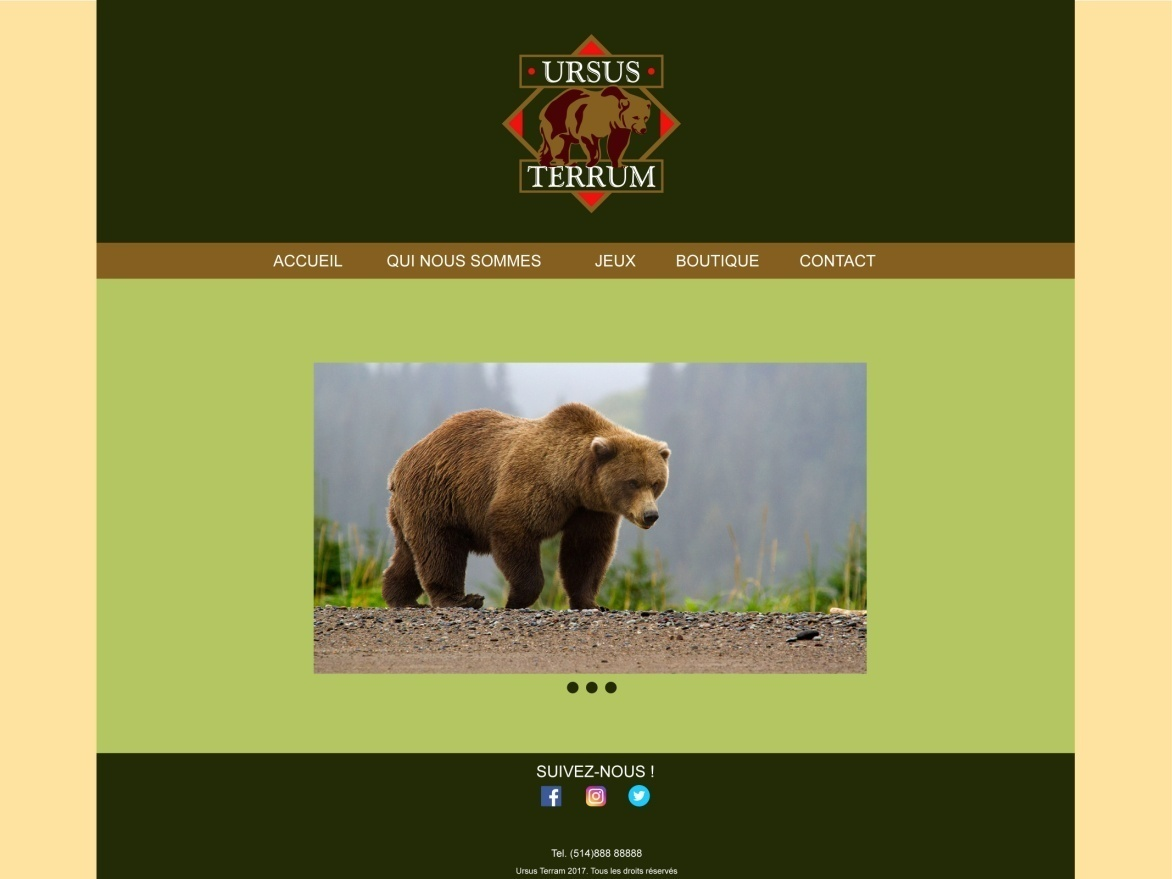 URSUS
TERRUM
ACCUEIL QUI NOUS SOMMES JEUX BOUTIQUE CONTACT
SUIVEZ-NOUS !
Tel. (514)888 88888
Ursus Terram 2017. Tous les droits réservés